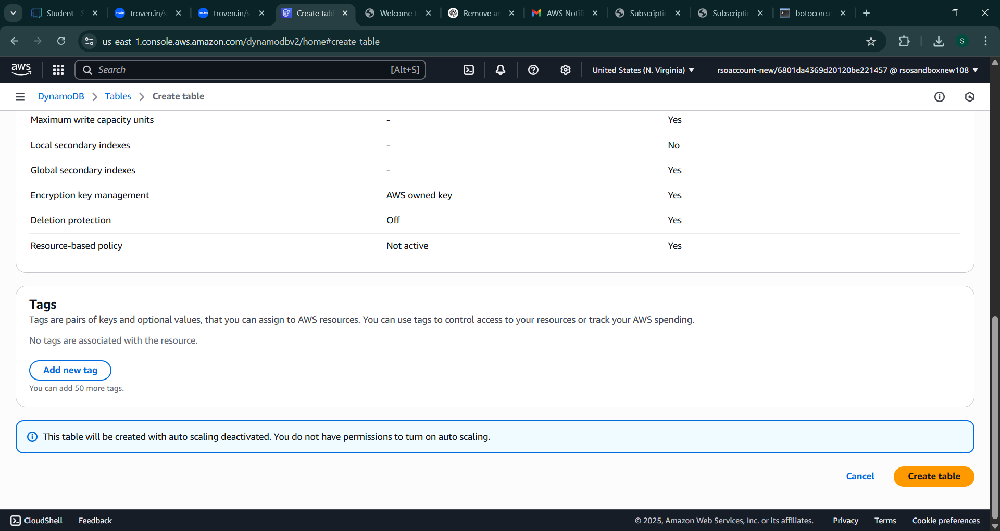 Student - S
troven.in/s
troven.in/s
Create tab
Welcome t
Remove an
AWS Notif
Subscriptic
Subscriptic
botocore.e
us-east-1.console.aws.amazon.com/dynamodbv2/home#create-table
S
aws
Search
[Alt+S]
United States (N. Virginia)
rsoaccount-new/6801da4369d20120be221457 @ rsosandboxnew108
DynamoDB
Tables
Create table
Maximum write capacity units - Yes
Local secondary indexes - No
Global secondary indexes - Yes
Encryption key management AWS owned key Yes
Deletion protection Off Yes
Resource-based policy Not active Yes
Tags
Tags are pairs of keys and optional values, that you can assign to AWS resources. You can use tags to control access to your resources or track your AWS spending.
No tags are associated with the resource.
Add new tag
You can add 50 more tags.
This table will be created with auto scaling deactivated. You do not have permissions to turn on auto scaling.
Cancel
Create table
CloudShell
Feedback
© 2025, Amazon Web Services, Inc. or its affiliates.
Privacy
Terms
Cookie preferences